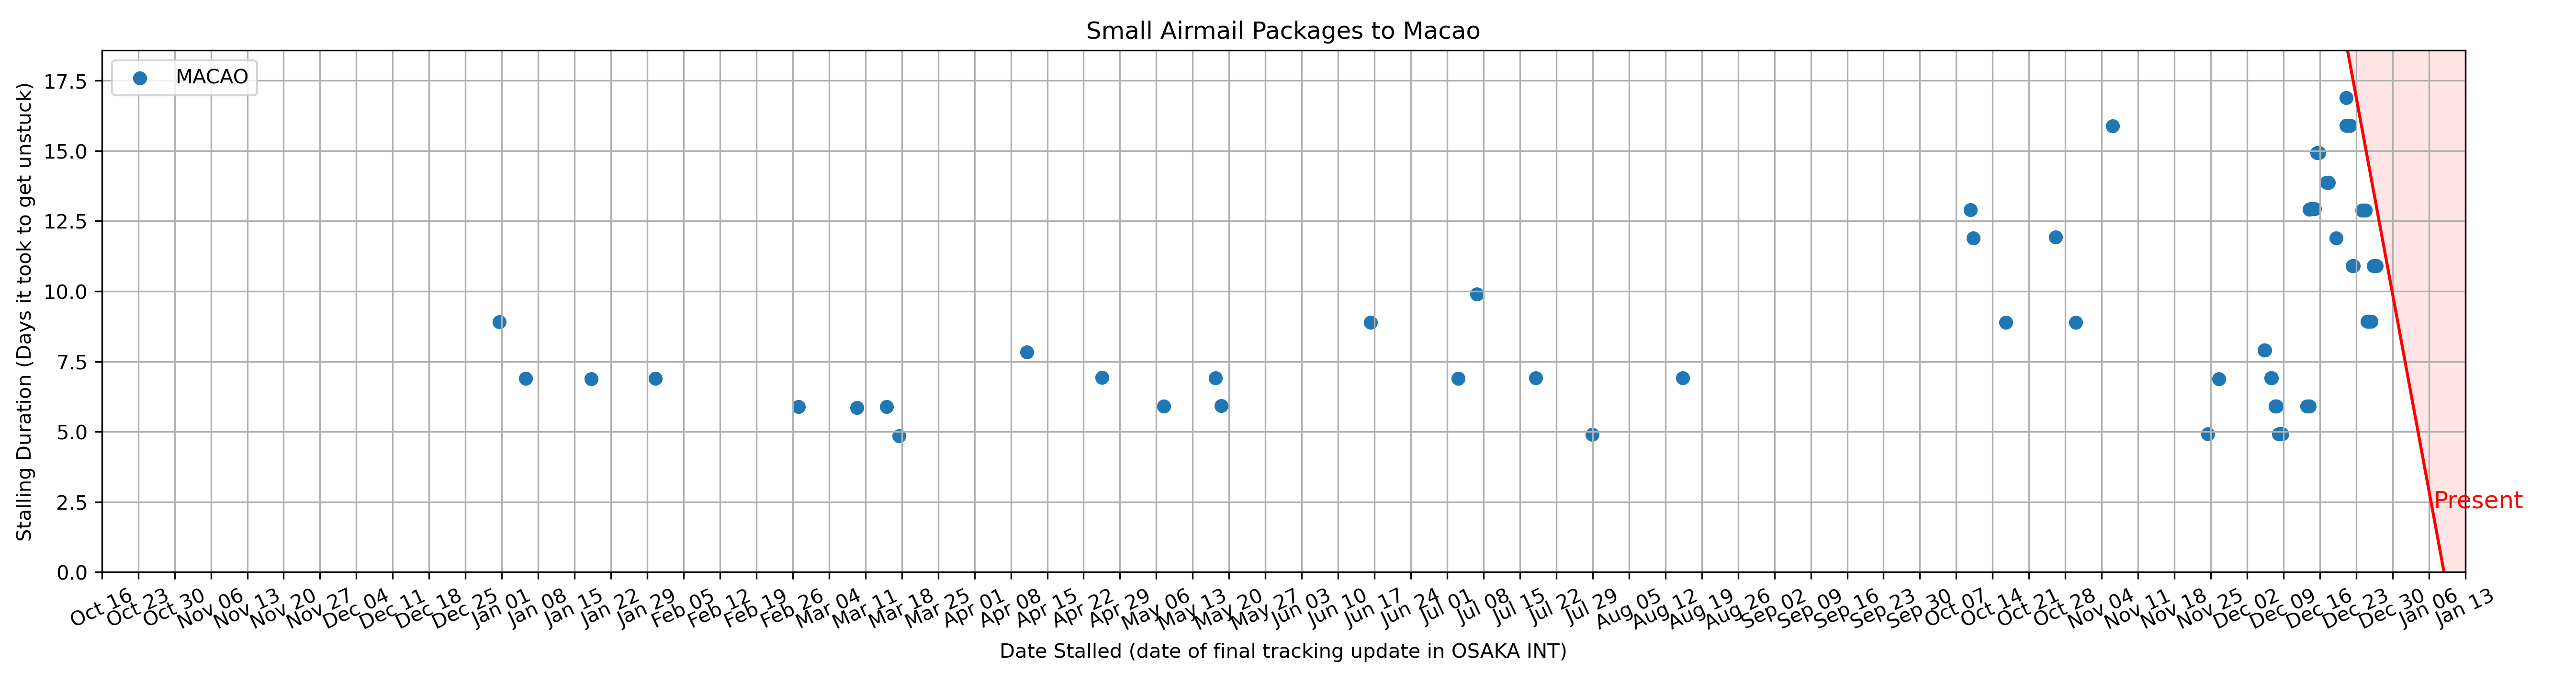 Small Airmail Packages to Macao
MACAO
Stalling Duration (Days it took to get unstuck)
17.5
15.0
12.5
10.0
7.5
5.0
2.5
0.0
Present
Oct 16 Oct 23 Oct 30 Nov 06 Nov 13 Nov 20 Nov 27 Dec 04 Dec 11 Dec 18 Dec 25 Jan 01 Jan 08 Jan 15 Jan 22 Jan 29 Feb 05 Feb 12 Feb 19 Feb 26 Mar 04 Mar 11 Mar 18 Mar 25 Apr 01 Apr 08 Apr 15 Apr 22 Apr 29 May 06 May 13 May 20 May 27 Jun 03 Jun 10 Jun 17 Jun 24 Jul 01 Jul 08 Jul 15 Jul 22 Jul 29 Aug 05 Aug 12 Aug 19 Aug 26 Sep 02 Sep 09 Sep 16 Sep 23 Sep 30 Oct 07 Oct 14 Oct 21 Oct 28 Nov 04 Nov 11 Nov 18 Nov 25 Dec 02 Dec 09 Dec 16 Dec 23 Dec 30 Jan 06 Jan 13
Date Stalled (date of final tracking update in OSAKA INT)